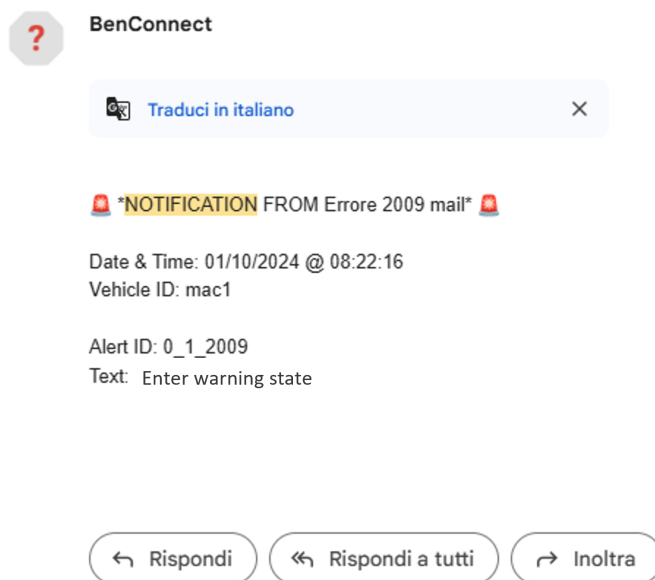 BenConnect
Traduci in italiano
🚨 *NOTIFICATION FROM Errore 2009 mail* 🚨
Date & Time: 01/10/2024 @ 08:22:16
Vehicle ID: mac1
Alert ID: 0_1_2009
Text: Enter warning state
Rispondi
Rispondi a tutti
Inoltra